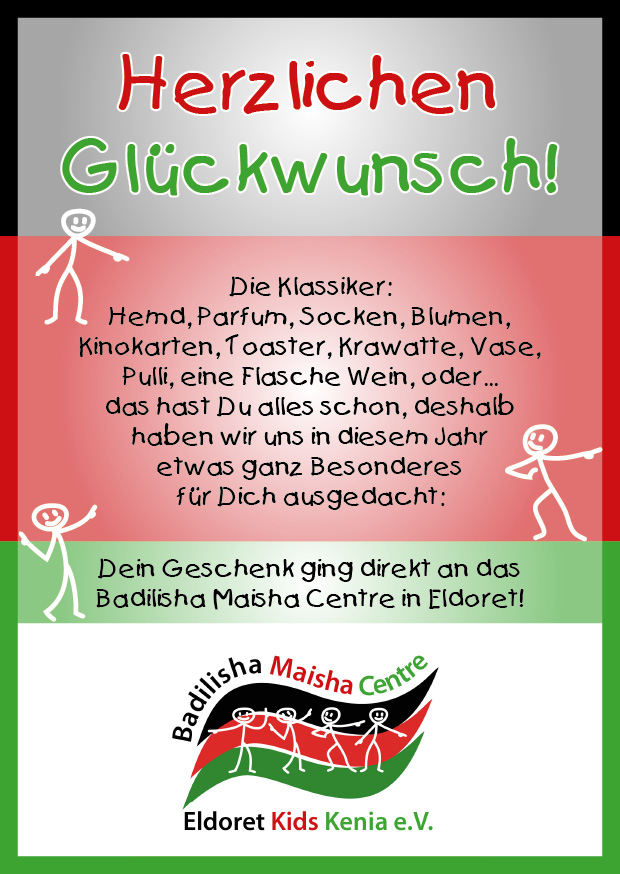 Herzlichen
Glückwunsch!
Die Klassiker:
Hemd, Parfum, Socken, Blumen,
Kinokarten, Toaster, Krawatte, Vase,
Pulli, eine Flasche Wein, oder...
das hast Du alles schon, deshalb
haben wir uns in diesem Jahr
etwas ganz Besonderes
für Dich ausgedacht:
Dein Geschenk ging direkt an das
Badilisha Maisha Centre in Eldoret!
Badilisha Maisha Centre
Eldoret Kids Kenia e.V.